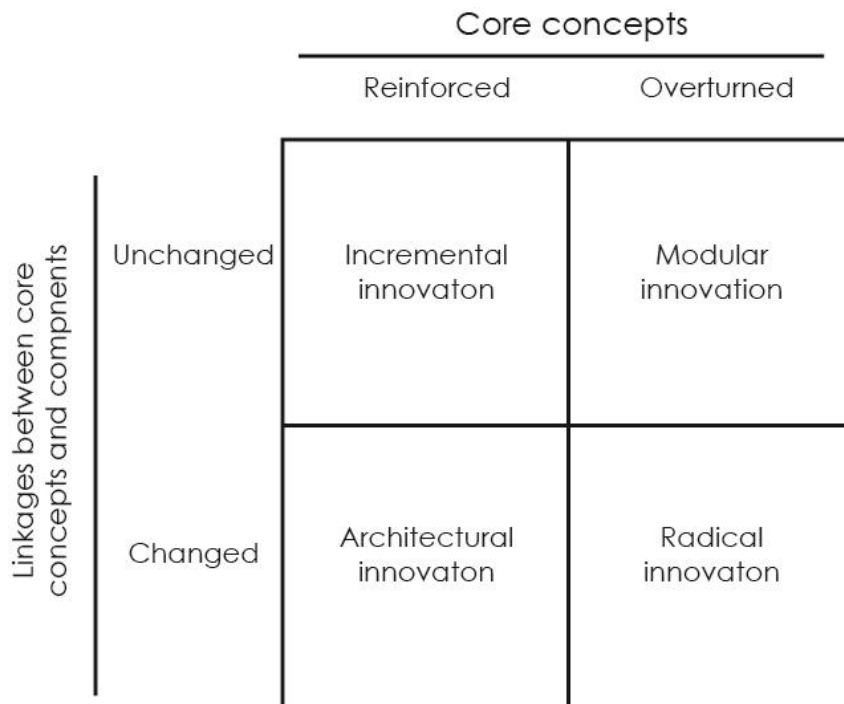 Core concepts
Reinforced
Overturned
Linkages between core
concepts and compnents
Unchanged
Incremental
innovaton
Modular
innovation
Changed
Architectural
innovaton
Radical
innovaton